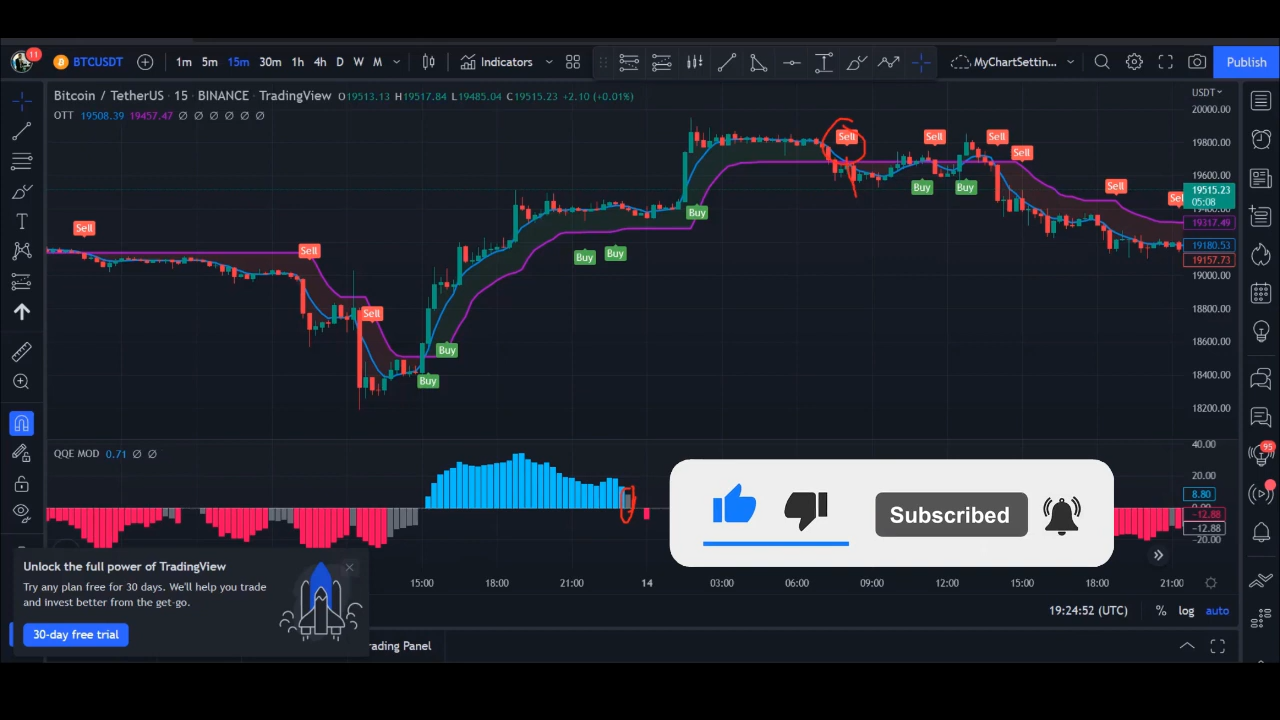 11 BTCUSDT 1m 5m 15m 30m 1h 4h D W M Indicators MyChartSettin... Publish
Bitcoin / TetherUS · 15 · BINANCE · TradingView O19513.13 H19517.84 L19485.04 C15515.23 +2.10 (+0.01%)
OTT 19508.39 19457.47 ∅ ∅ ∅ ∅ ∅ ∅
USDT
20000.00
19800.00
19600.00
19515.23
05:08
19317.49
19180.53
19157.73
19000.00
18800.00
18600.00
18400.00
18200.00
Sell
Sell
Sell
Buy
Buy
Buy
Buy
Buy
Sell
Buy
Sell
Buy
Sell
Sell
Sell
QQE MOD 0.71 ∅ ∅
40.00
20.00
8.80
-12.88
-12.88
-20.00
95
Subscribed
Unlock the full power of TradingView
Try any plan free for 30 days. We'll help you trade
and invest better from the get-go.
30-day free trial
15:00 18:00 21:00 14 03:00 06:00 09:00 12:00 15:00 18:00 21:00
19:24:52 (UTC) % log auto
rading Panel